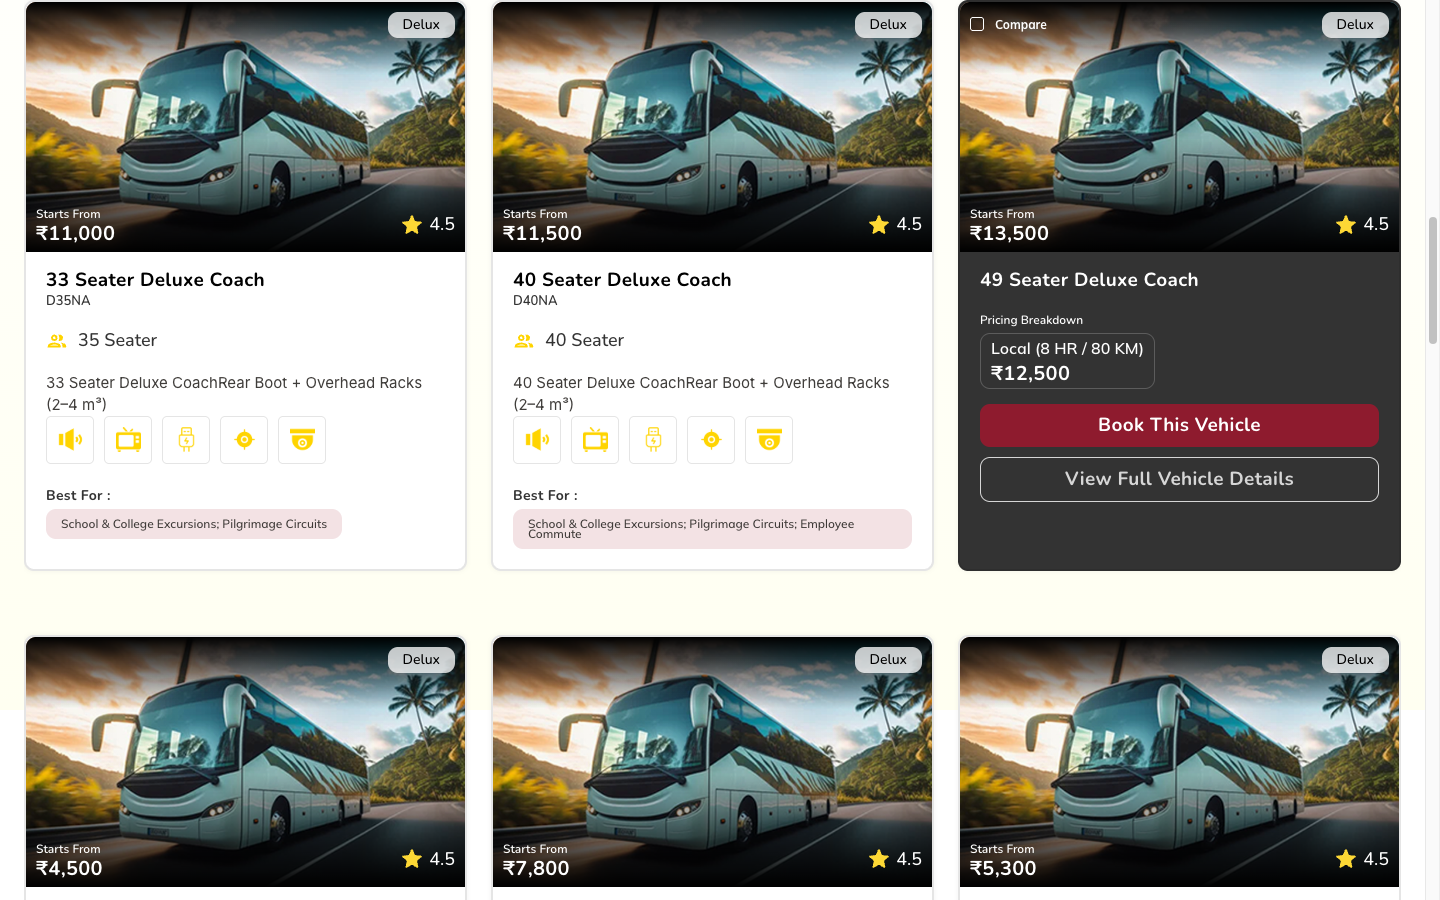 Delux
Starts From
₹11,000
4.5
33 Seater Deluxe Coach
D35NA
35 Seater
33 Seater Deluxe CoachRear Boot + Overhead Racks
(2–4 m³)
Best For :
School & College Excursions; Pilgrimage Circuits
Delux
Starts From
₹11,500
4.5
40 Seater Deluxe Coach
D40NA
40 Seater
40 Seater Deluxe CoachRear Boot + Overhead Racks
(2–4 m³)
Best For :
School & College Excursions; Pilgrimage Circuits; Employee
Commute
Compare
Delux
Starts From
₹13,500
4.5
49 Seater Deluxe Coach
Pricing Breakdown
Local (8 HR / 80 KM)
₹12,500
Book This Vehicle
View Full Vehicle Details
Delux
Starts From
₹4,500
4.5
Delux
Starts From
₹7,800
4.5
Delux
Starts From
₹5,300
4.5